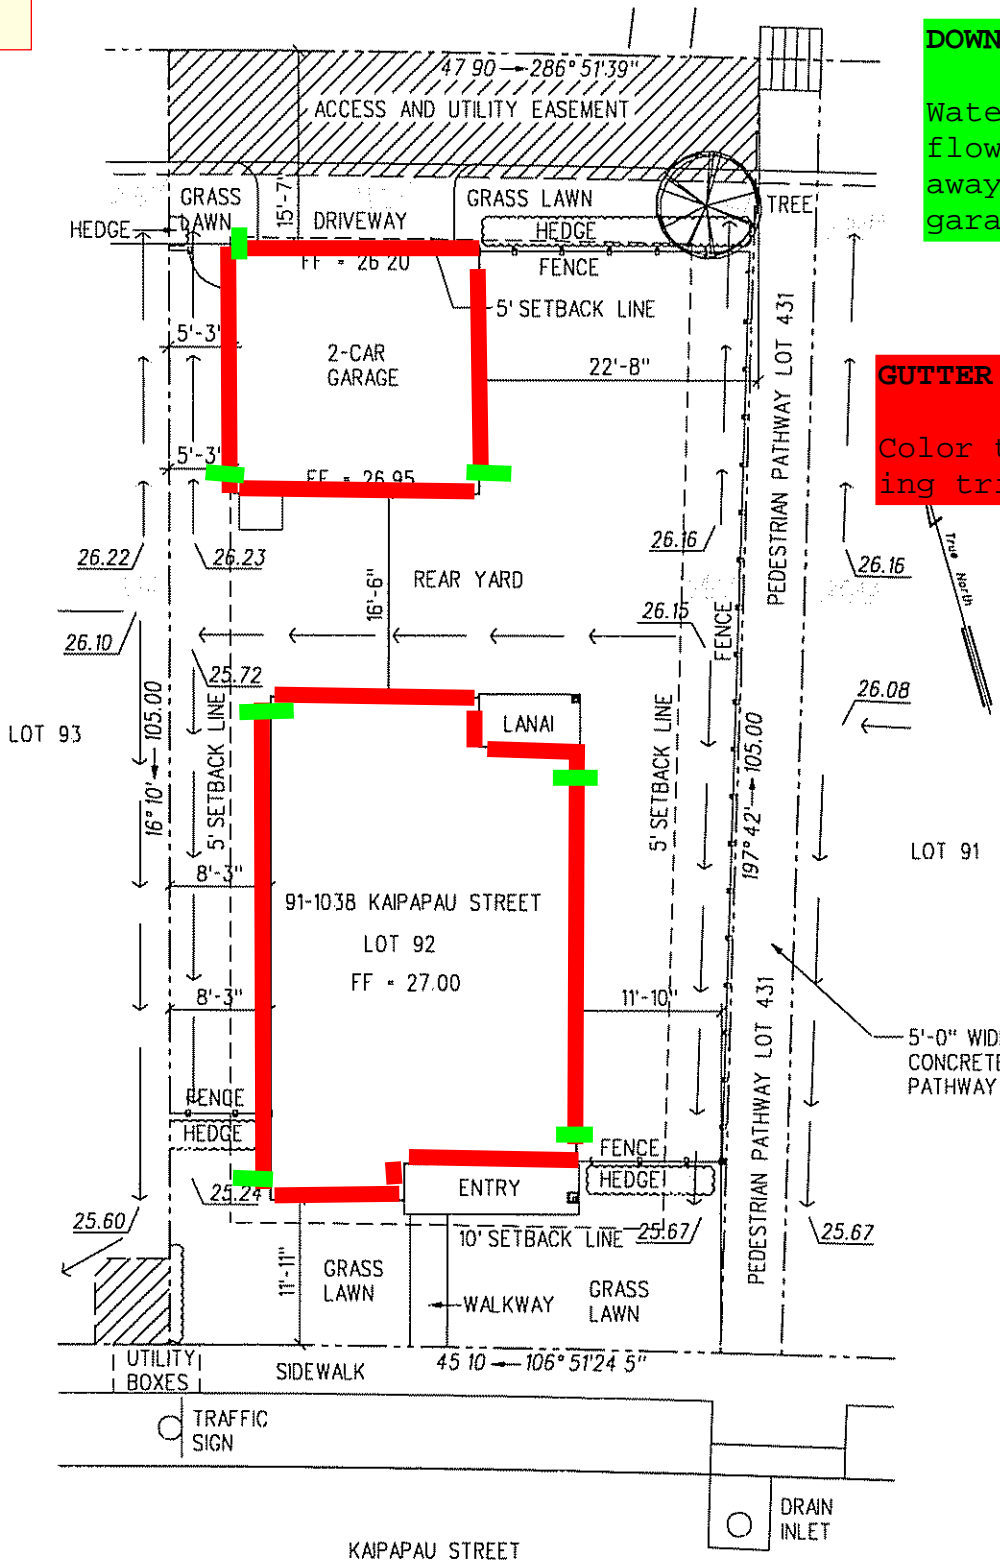 47 90 → 286° 51'39"
ACCESS AND UTILITY EASEMENT
DOWN
flow
away
GRASS
LAWN
15'-7
DRIVEWAY
GRASS LAWN
TREE
HEDGE
HEDGE
FF = 26 20
FENCE
5' SETBACK LINE
5'-3'
2-CAR
GARAGE
22'-8"
PEDESTRIAN PATHWAY LOT 431
GUTTER
Color
5'-3'
FF = 26.95
True North
26.22
26.23
16'-6"
REAR YARD
26.16
26.16
26.10
26.15
FENCE
25.72
26.08
LOT 93
16° 10' → 105.00
5' SETBACK LINE
LANAI
5' SETBACK LINE
197° 42' → 105.00
LOT 91
8'-3"
91-1038 KAIPAPAU STREET
LOT 92
FF = 27.00
8'-3"
11'-10"
PEDESTRIAN PATHWAY LOT 431
5'-0" WID
CONCRETE
PATHWAY
FENCE
HEDGE
FENCE
HEDGE
ENTRY
25.24
25.60
10' SETBACK LINE
25.67
25.67
11'-11"
GRASS
LAWN
WALKWAY
GRASS
LAWN
UTILITY
BOXES
SIDEWALK
45 10 ← 106° 51'24 5"
TRAFFIC
SIGN
DRAIN
INLET
KAIPAPAU STREET